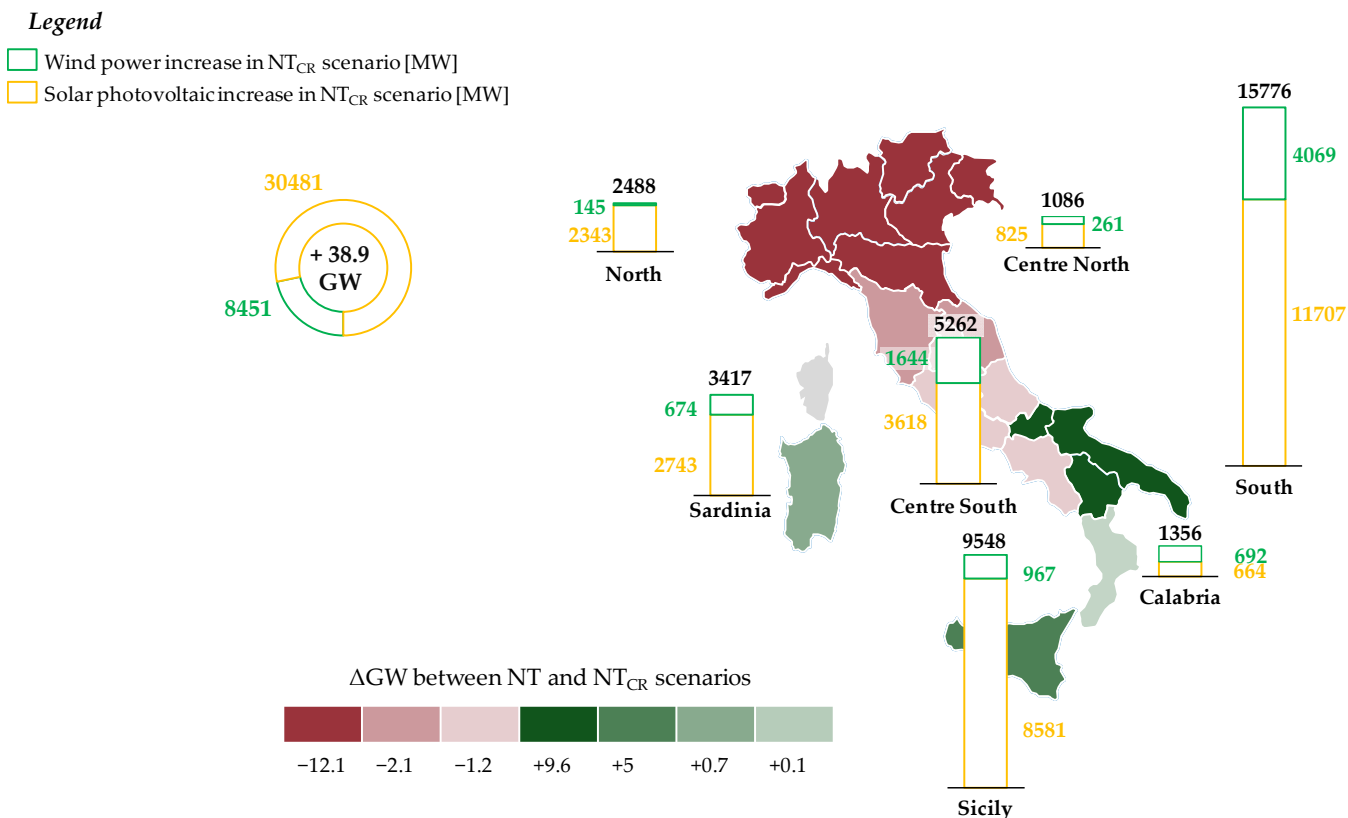 Legend
Wind power increase in NTCR scenario [MW]
Solar photovoltaic increase in NTCR scenario [MW]
30481
+ 38.9
GW
8451
2488
145
2343
North
1086
261
825
Centre North
15776
4069
11707
South
5262
1644
3618
Centre South
3417
674
2743
Sardinia
1356
692
664
Calabria
9548
967
8581
Sicily
ΔGW between NT and NTCR scenarios
−12.1 −2.1 −1.2 +9.6 +5 +0.7 +0.1